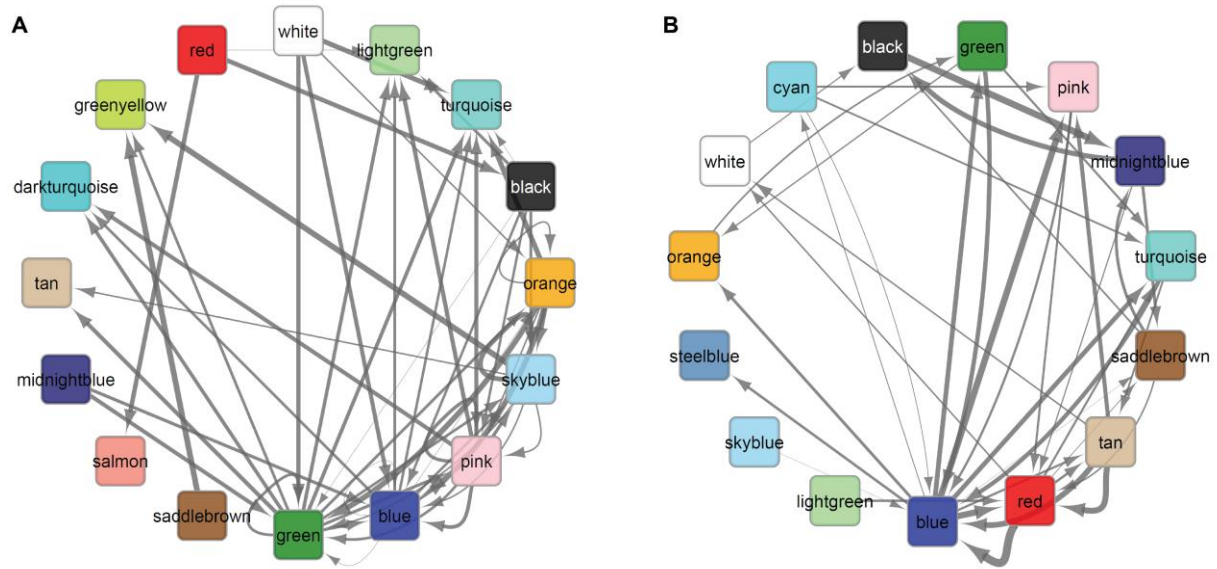 A
white
red
lightgreen
greenyellow
turquoise
darkturquoise
black
tan
orange
midnightblue
skyblue
salmon
pink
saddlebrown
blue
green
B
black
green
cyan
pink
white
midnightblue
orange
turquoise
steelblue
saddlebrown
skyblue
tan
lightgreen
red
blue